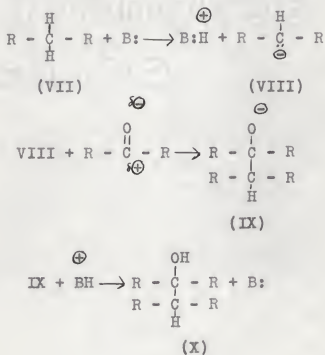 H
|
R - C - R + B: ⟶ B:H⊕ + R - C̤ - R
|
H
H
⊖
(VII) (VIII)
δ⊖
O
‖
VIII + R - C - R ⟶
δ⊕
⊖
O
|
R - C - R
|
R - C - R
|
H
(IX)
IX + BH⊕ ⟶
OH
|
R - C - R + B:
|
R - C - R
H
(X)